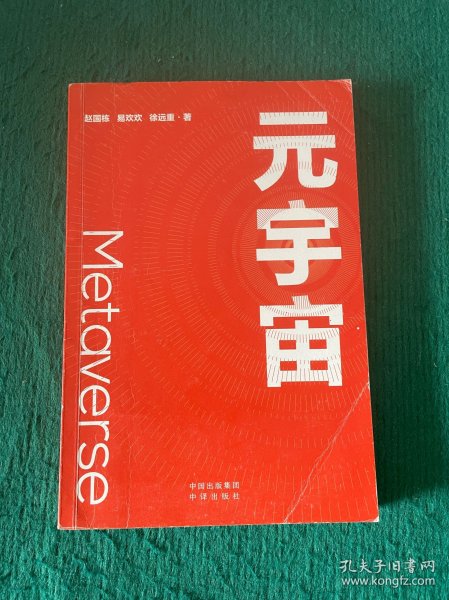 赵国栋 易欢欢 徐远重·著
元宇宙
Metaverse
中国出版集团
中译出版社
孔夫子旧书网
www.kongfz.com